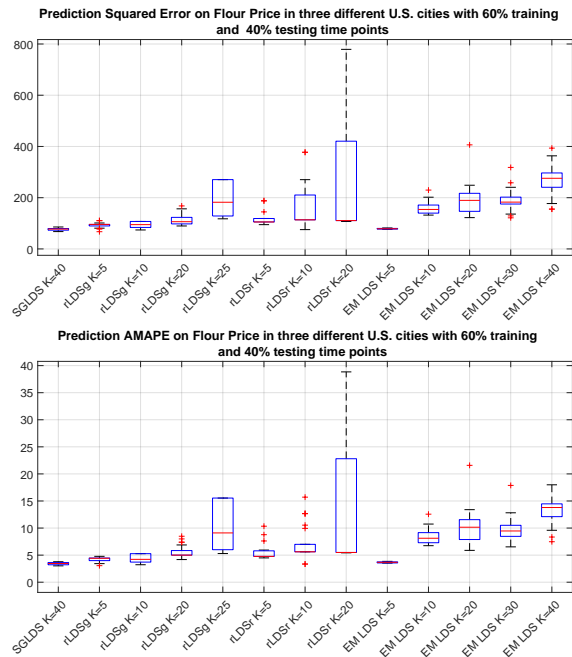 Prediction Squared Error on Flour Price in three different U.S. cities with 60% training
and 40% testing time points
800
600
400
200
0
SGLDS K=40
rLDSg K=5
rLDSg K=10
rLDSg K=20
rLDSg K=25
rLDSr K=5
rLDSr K=10
rLDSr K=20
EM LDS K=5
EM LDS K=10
EM LDS K=20
EM LDS K=30
EM LDS K=40
Prediction AMAPE on Flour Price in three different U.S. cities with 60% training
and 40% testing time points
40
35
30
25
20
15
10
5
0
SGLDS K=40
rLDSg K=5
rLDSg K=10
rLDSg K=20
rLDSg K=25
rLDSr K=5
rLDSr K=10
rLDSr K=20
EM LDS K=5
EM LDS K=10
EM LDS K=20
EM LDS K=30
EM LDS K=40